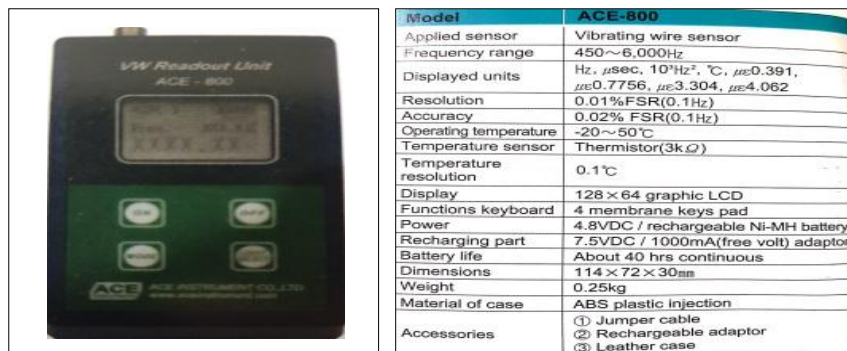 VW Readout Unit
ACE - 800
ON
OFF
MODE
ACE ACE INSTRUMENT CO.,LTD
Model ACE-800
Applied sensor Vibrating wire sensor
Frequency range 450~6,000Hz
Displayed units Hz, μsec, 10³Hz², ℃, με0.391,
με0.7756, με3.304, με4.062
Resolution 0.01%FSR(0.1Hz)
Accuracy 0.02% FSR(0.1Hz)
Operating temperature -20~50℃
Temperature sensor Thermistor(3kΩ)
Temperature
resolution 0.1℃
Display 128×64 graphic LCD
Functions keyboard 4 membrane keys pad
Power 4.8VDC / rechargeable Ni-MH battery
Recharging part 7.5VDC / 1000mA(free volt) adaptor
Battery life About 40 hrs continuous
Dimensions 114×72×30mm
Weight 0.25kg
Material of case ABS plastic injection
Accessories ① Jumper cable
② Rechargeable adaptor
③ Leather case